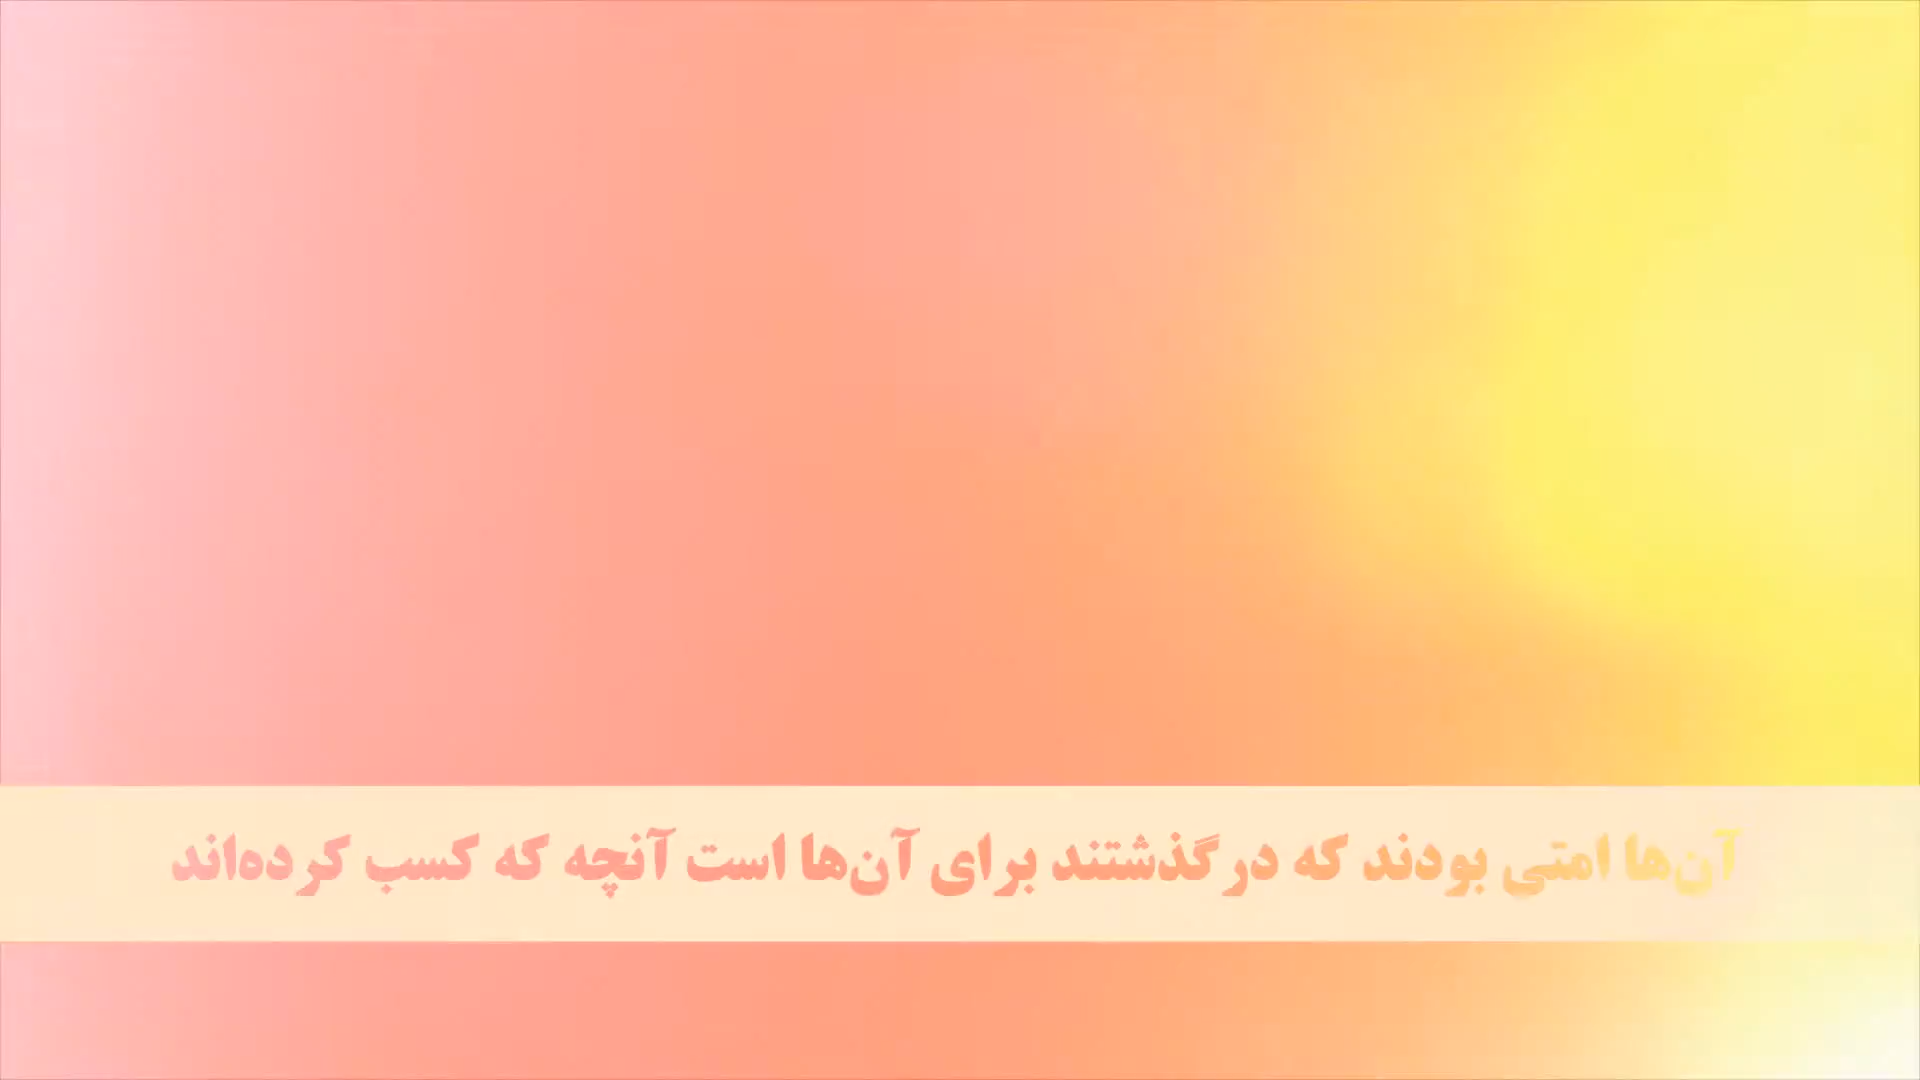 آن‌ها امتی بودند که درگذشتند برای آن‌ها است آنچه که کسب کرده‌اند